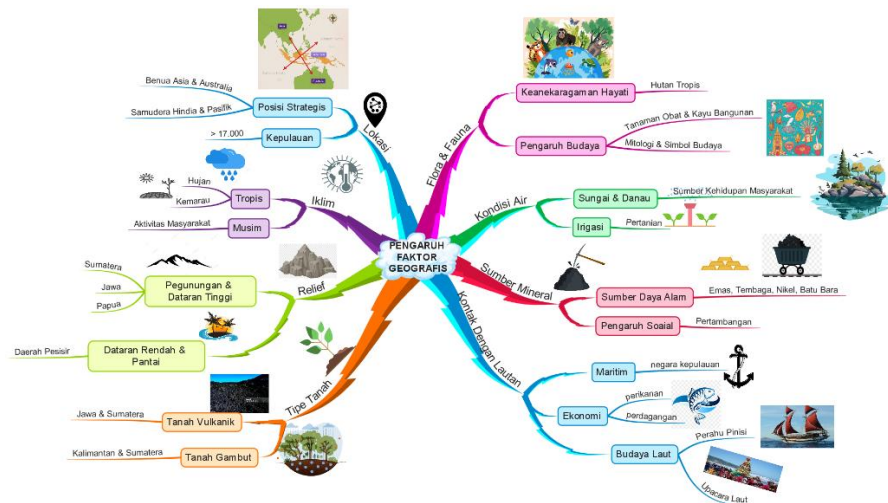 PENGARUH
FAKTOR
GEOGRAFIS
Lokasi
Posisi Strategis
Benua Asia & Australia
Samudora Hindia & Pasifik
Kepulauan
> 17.000
Iklim
Tropis
Hujan
Kemarau
Musim
Aktivitas Masyarakat
Relief
Pegunungan &
Dataran Tinggi
Sumatera
Jawa
Papua
Dataran Rendah &
Pantai
Daerah Pesisir
Tipe Tanah
Tanah Vulkanik
Jawa & Sumatera
Tanah Gambut
Kalimantan & Sumatera
Flora & Fauna
Keanekaragaman Hayati
Hutan Tropis
Pengaruh Budaya
Tanaman Obat & Kayu Bangunan
Mitologi & Simbol Budaya
Kondisi Air
Sungai & Danau
Sumber Kehidupan Masyarakat
Irigasi
Pertanian
Sumber Mineral
Sumber Daya Alam
Emas, Tembaga, Nikel, Batu Bara
Pengaruh Soaial
Pertambangan
Kontak Dengan Lautan
Maritim
negara kepulauan
Ekonomi
perikanan
perdagangan
Budaya Laut
Perahu Pinisi
Upacara Laut